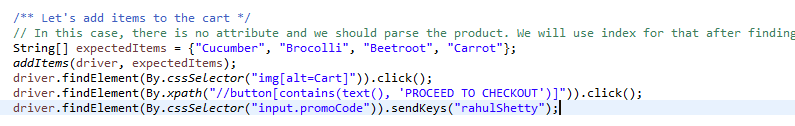 /** Let's add items to the cart */
// In this case, there is no attribute and we should parse the product. We will use index for that after finding
String[] expectedItems = {"Cucumber", "Brocolli", "Beetroot", "Carrot"};
addItems(driver, expectedItems);
driver.findElement(By.cssSelector("img[alt=Cart]")).click();
driver.findElement(By.xpath("//button[contains(text(), 'PROCEED TO CHECKOUT')]")).click();
driver.findElement(By.cssSelector("input.promoCode")).sendKeys("rahulShetty");